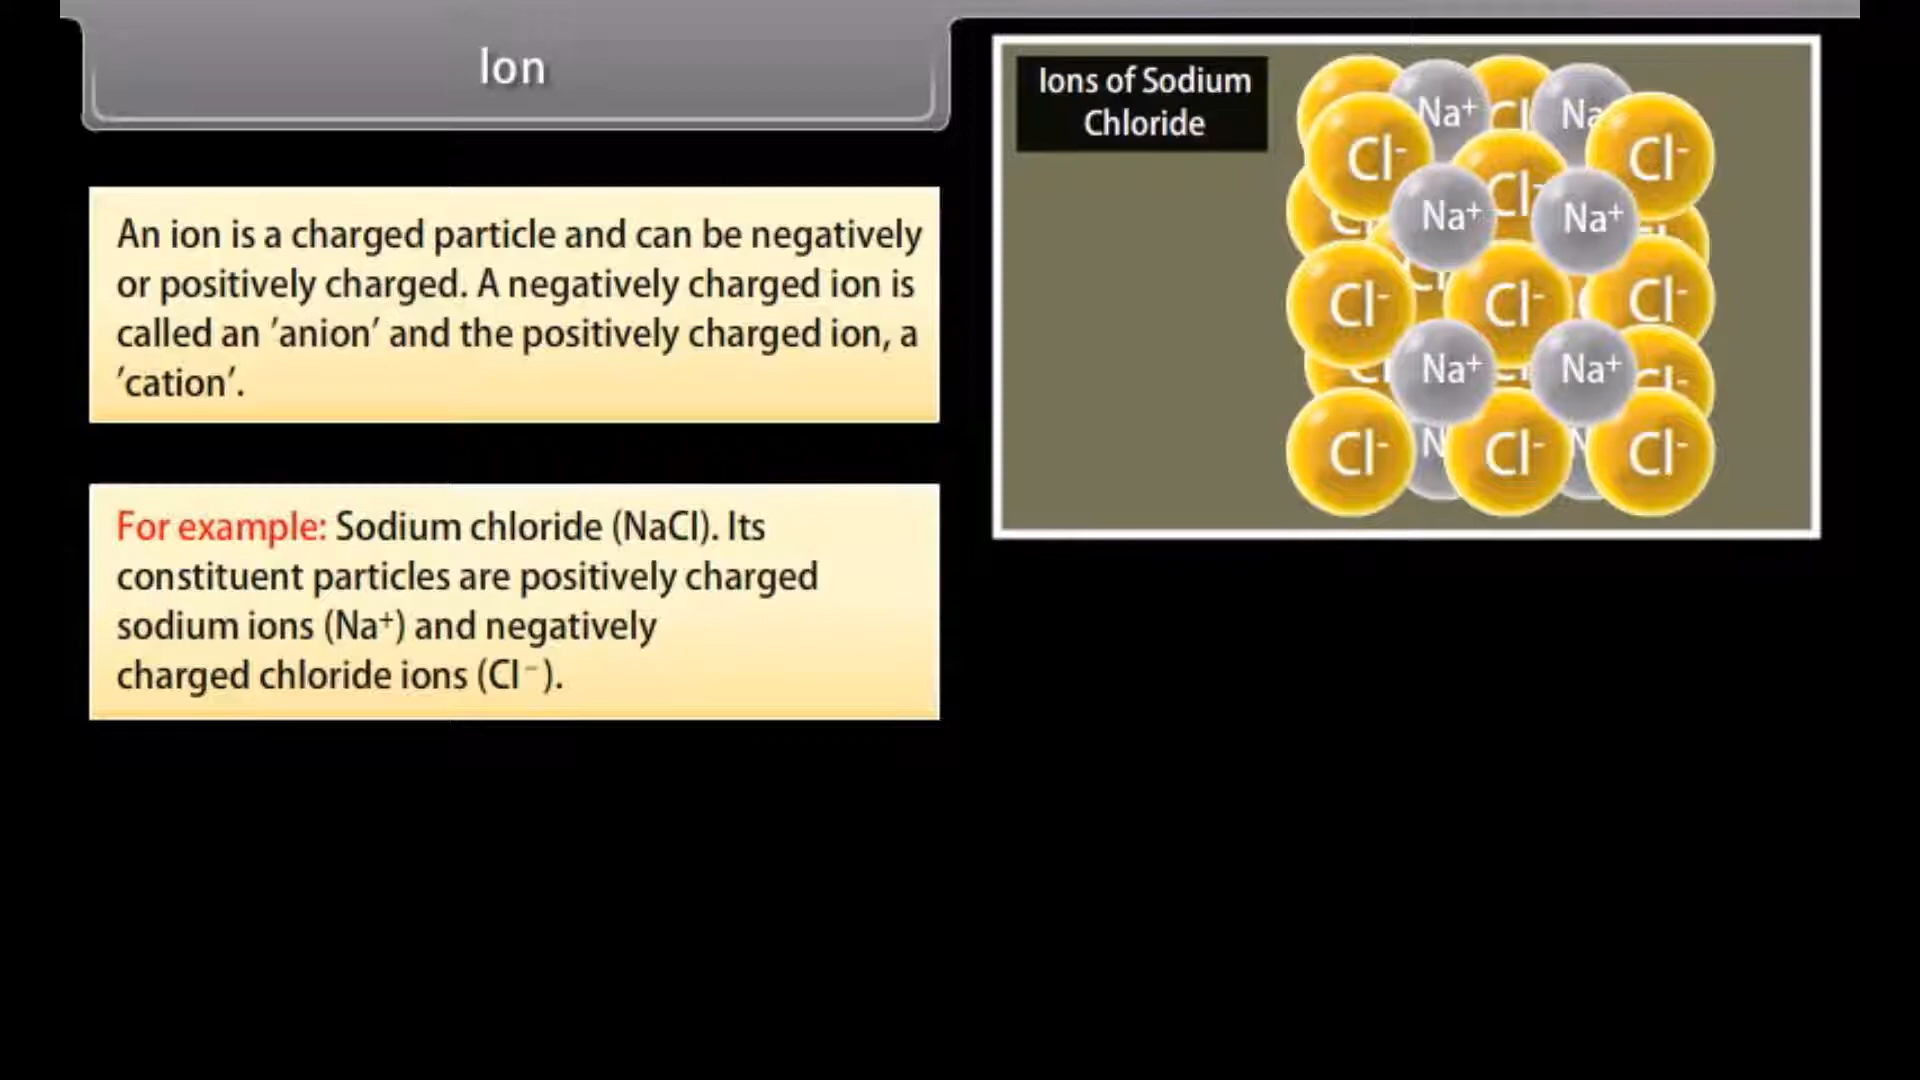 Ion
An ion is a charged particle and can be negatively
or positively charged. A negatively charged ion is
called an 'anion' and the positively charged ion, a
'cation'.
For example: Sodium chloride (NaCl). Its
constituent particles are positively charged
sodium ions (Na⁺) and negatively
charged chloride ions (Cl⁻).
Ions of Sodium
Chloride
Na⁺ Cl Na
Cl⁻ Cl⁻ Cl⁻
Na⁺ Na⁺
Cl⁻ Cl⁻ Cl⁻
Na⁺ Na⁺
Cl⁻ Cl⁻ Cl⁻